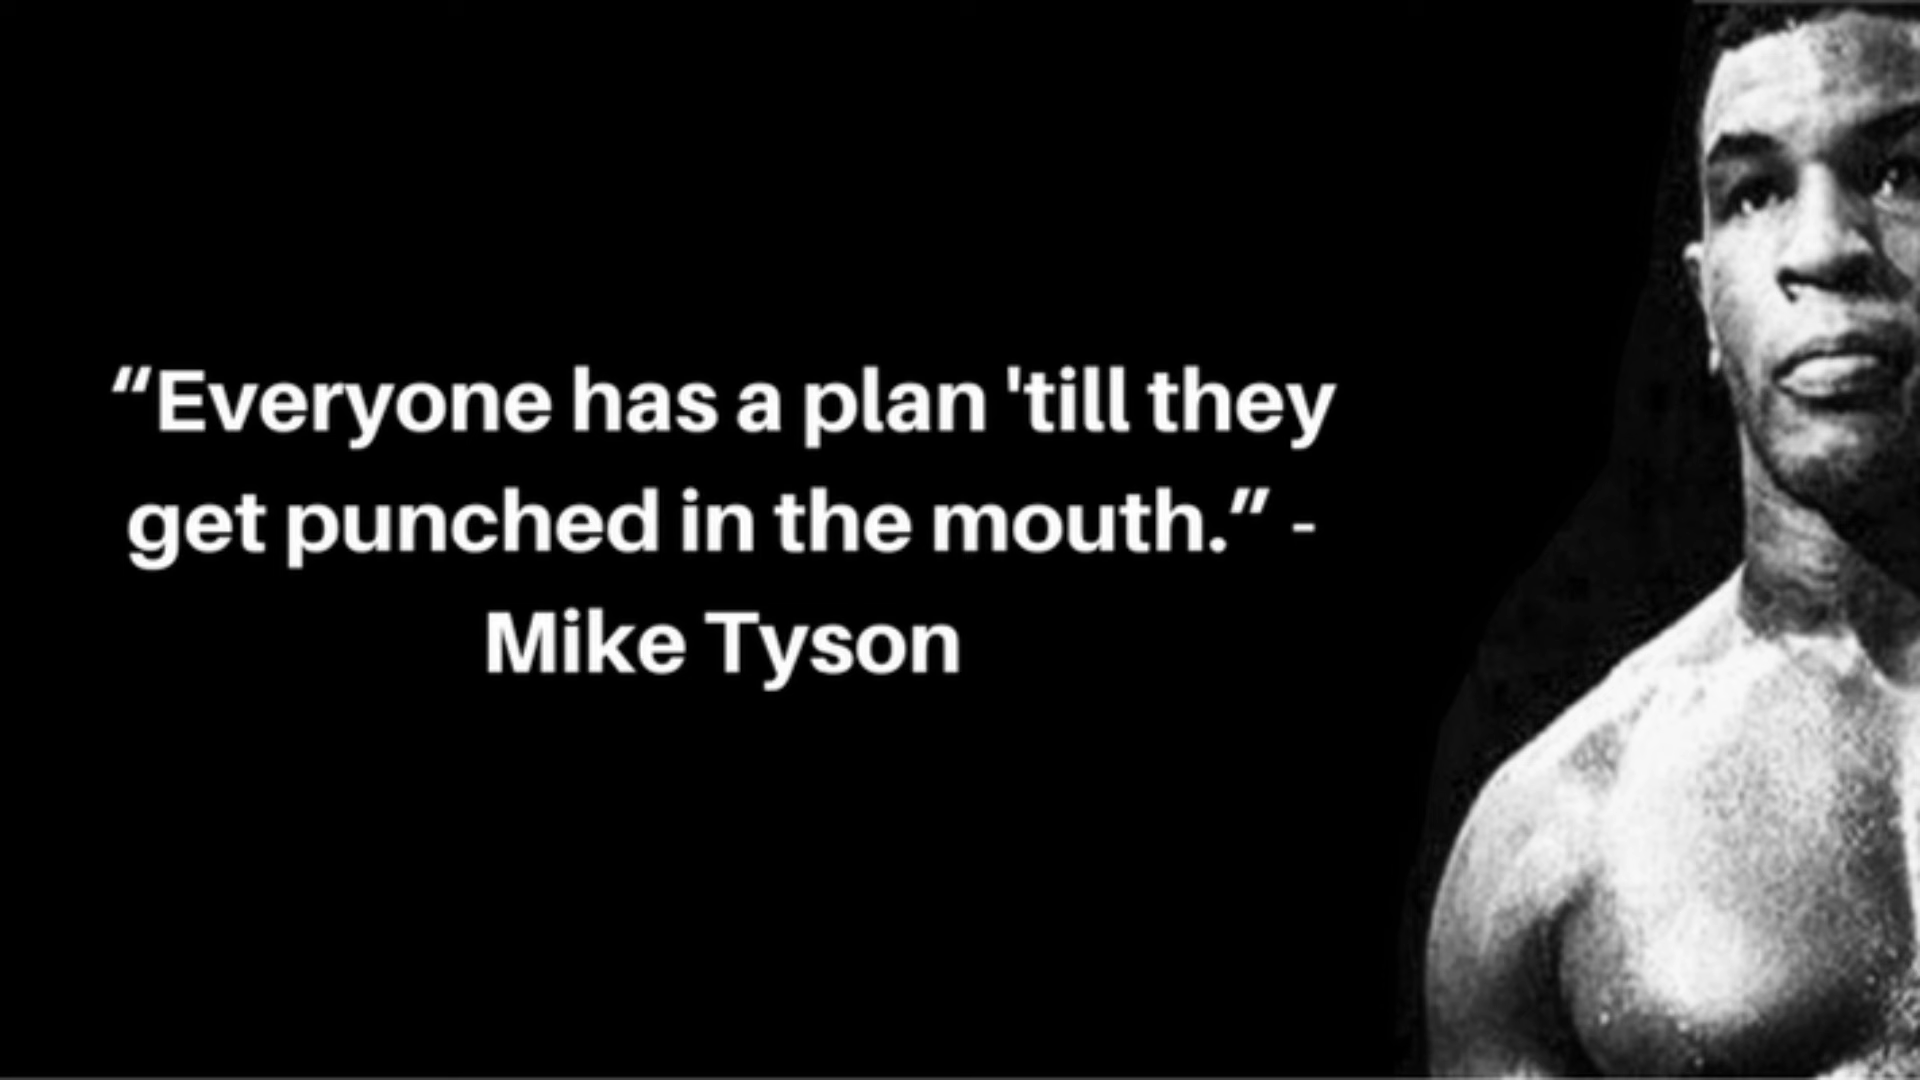 “Everyone has a plan 'till they
get punched in the mouth.” -
Mike Tyson